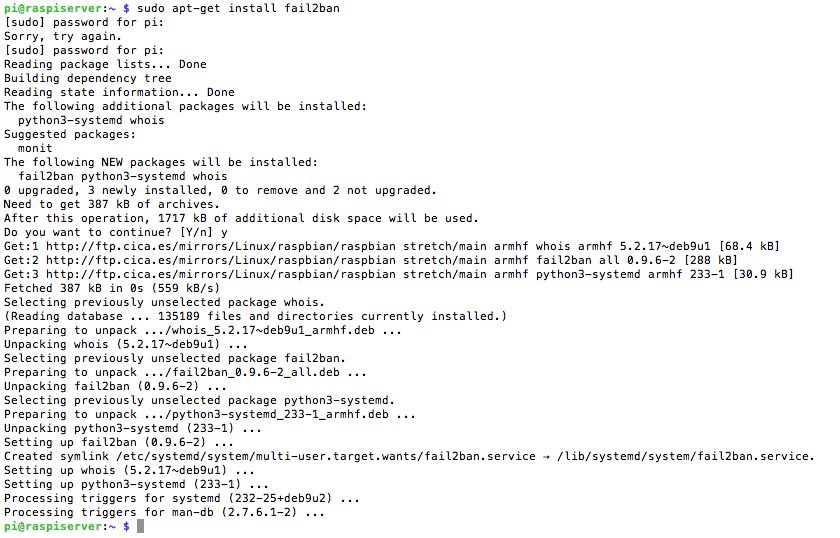 pi@raspiserver:~ $ sudo apt-get install fail2ban
[sudo] password for pi:
Sorry, try again.
[sudo] password for pi:
Reading package lists... Done
Building dependency tree
Reading state information... Done
The following additional packages will be installed:
  python3-systemd whois
Suggested packages:
  monit
The following NEW packages will be installed:
  fail2ban python3-systemd whois
0 upgraded, 3 newly installed, 0 to remove and 2 not upgraded.
Need to get 387 kB of archives.
After this operation, 1717 kB of additional disk space will be used.
Do you want to continue? [Y/n] y
Get:1 http://ftp.cica.es/mirrors/Linux/raspbian/raspbian stretch/main armhf whois armhf 5.2.17~deb9u1 [68.4 kB]
Get:2 http://ftp.cica.es/mirrors/Linux/raspbian/raspbian stretch/main armhf fail2ban all 0.9.6-2 [288 kB]
Get:3 http://ftp.cica.es/mirrors/Linux/raspbian/raspbian stretch/main armhf python3-systemd armhf 233-1 [30.9 kB]
Fetched 387 kB in 0s (559 kB/s)
Selecting previously unselected package whois.
(Reading database ... 135189 files and directories currently installed.)
Preparing to unpack .../whois_5.2.17~deb9u1_armhf.deb ...
Unpacking whois (5.2.17~deb9u1) ...
Selecting previously unselected package fail2ban.
Preparing to unpack .../fail2ban_0.9.6-2_all.deb ...
Unpacking fail2ban (0.9.6-2) ...
Selecting previously unselected package python3-systemd.
Preparing to unpack .../python3-systemd_233-1_armhf.deb ...
Unpacking python3-systemd (233-1) ...
Setting up fail2ban (0.9.6-2) ...
Created symlink /etc/systemd/system/multi-user.target.wants/fail2ban.service → /lib/systemd/system/fail2ban.service.
Setting up whois (5.2.17~deb9u1) ...
Setting up python3-systemd (233-1) ...
Processing triggers for systemd (232-25+deb9u2) ...
Processing triggers for man-db (2.7.6.1-2) ...
pi@raspiserver:~ $